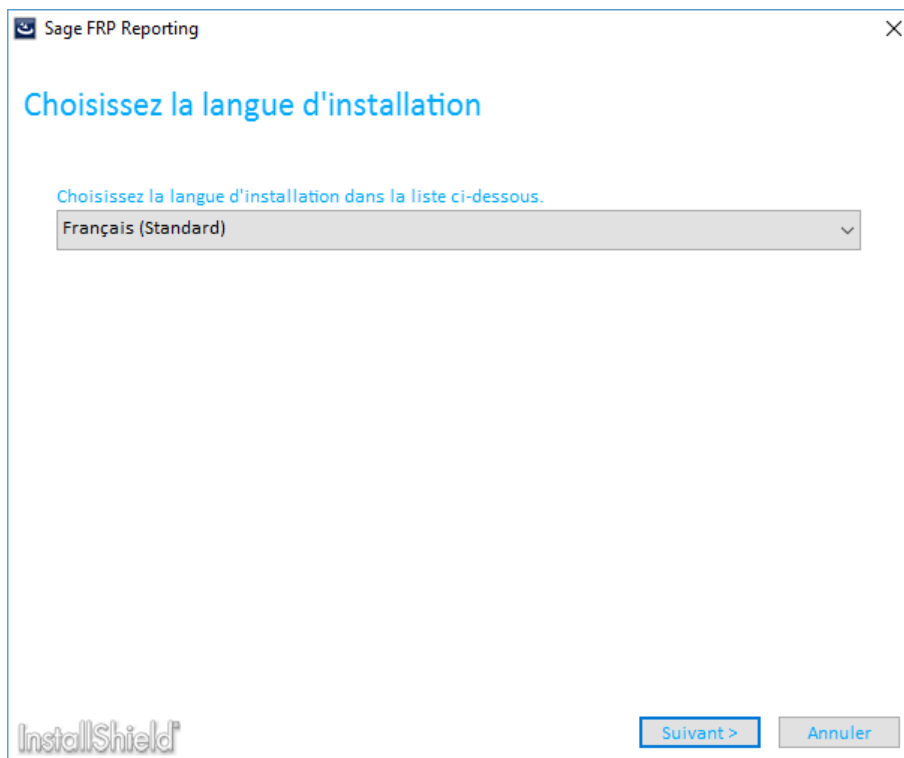 Sage FRP Reporting
Choisissez la langue d'installation
Choisissez la langue d'installation dans la liste ci-dessous.
Français (Standard)
InstallShield
Suivant >
Annuler